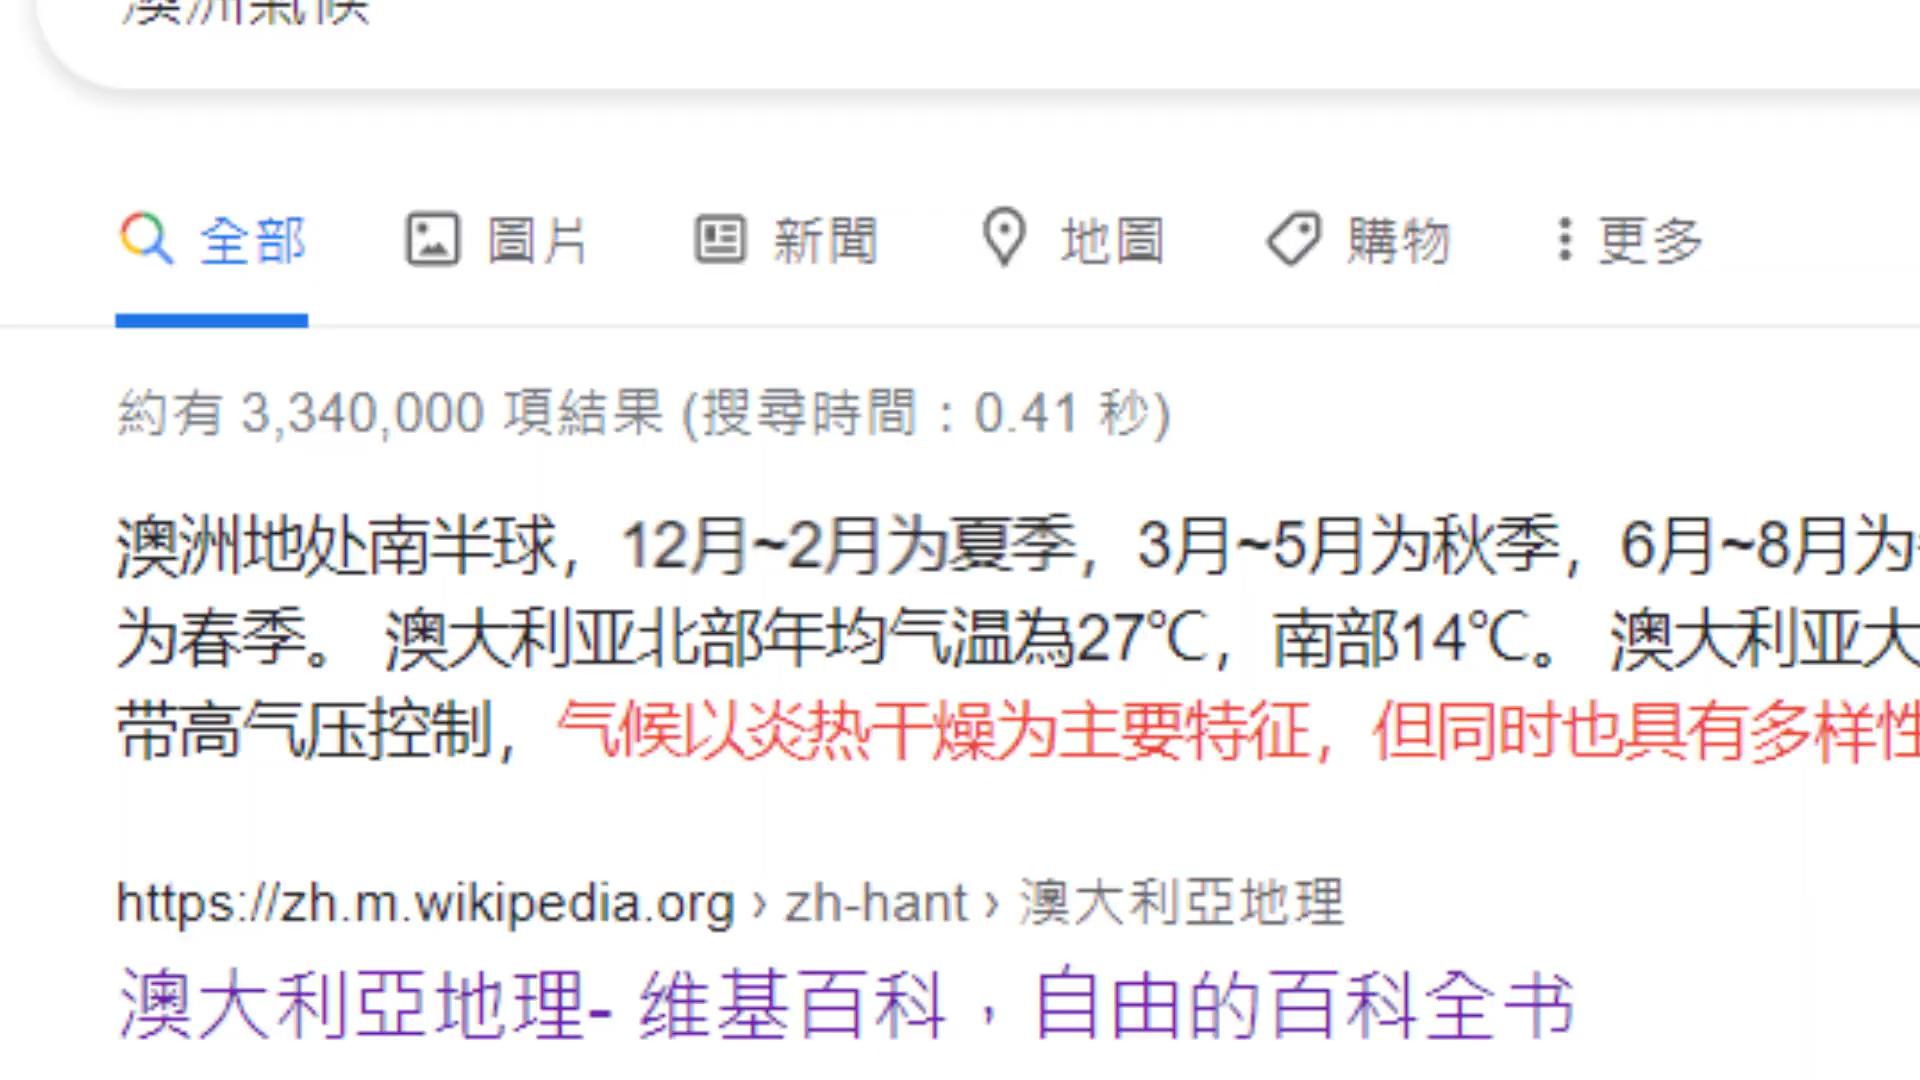 澳洲氣候
全部 圖片 新聞 地圖 購物 更多
約有 3,340,000 項結果 (搜尋時間：0.41 秒)
澳洲地处南半球，12月~2月为夏季，3月~5月为秋季，6月~8月为
为春季。 澳大利亚北部年均气温為27℃，南部14℃。 澳大利亚大
带高气压控制，气候以炎热干燥为主要特征，但同时也具有多样性
https://zh.m.wikipedia.org › zh-hant › 澳大利亞地理
澳大利亞地理- 维基百科，自由的百科全书